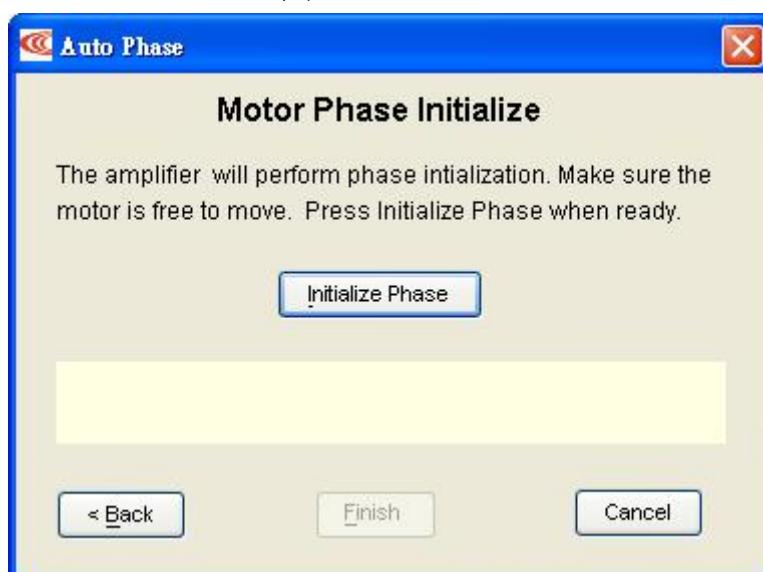 Auto Phase
Motor Phase Initialize
The amplifier will perform phase intialization. Make sure the
motor is free to move. Press Initialize Phase when ready.
Initialize Phase
< Back
Finish
Cancel